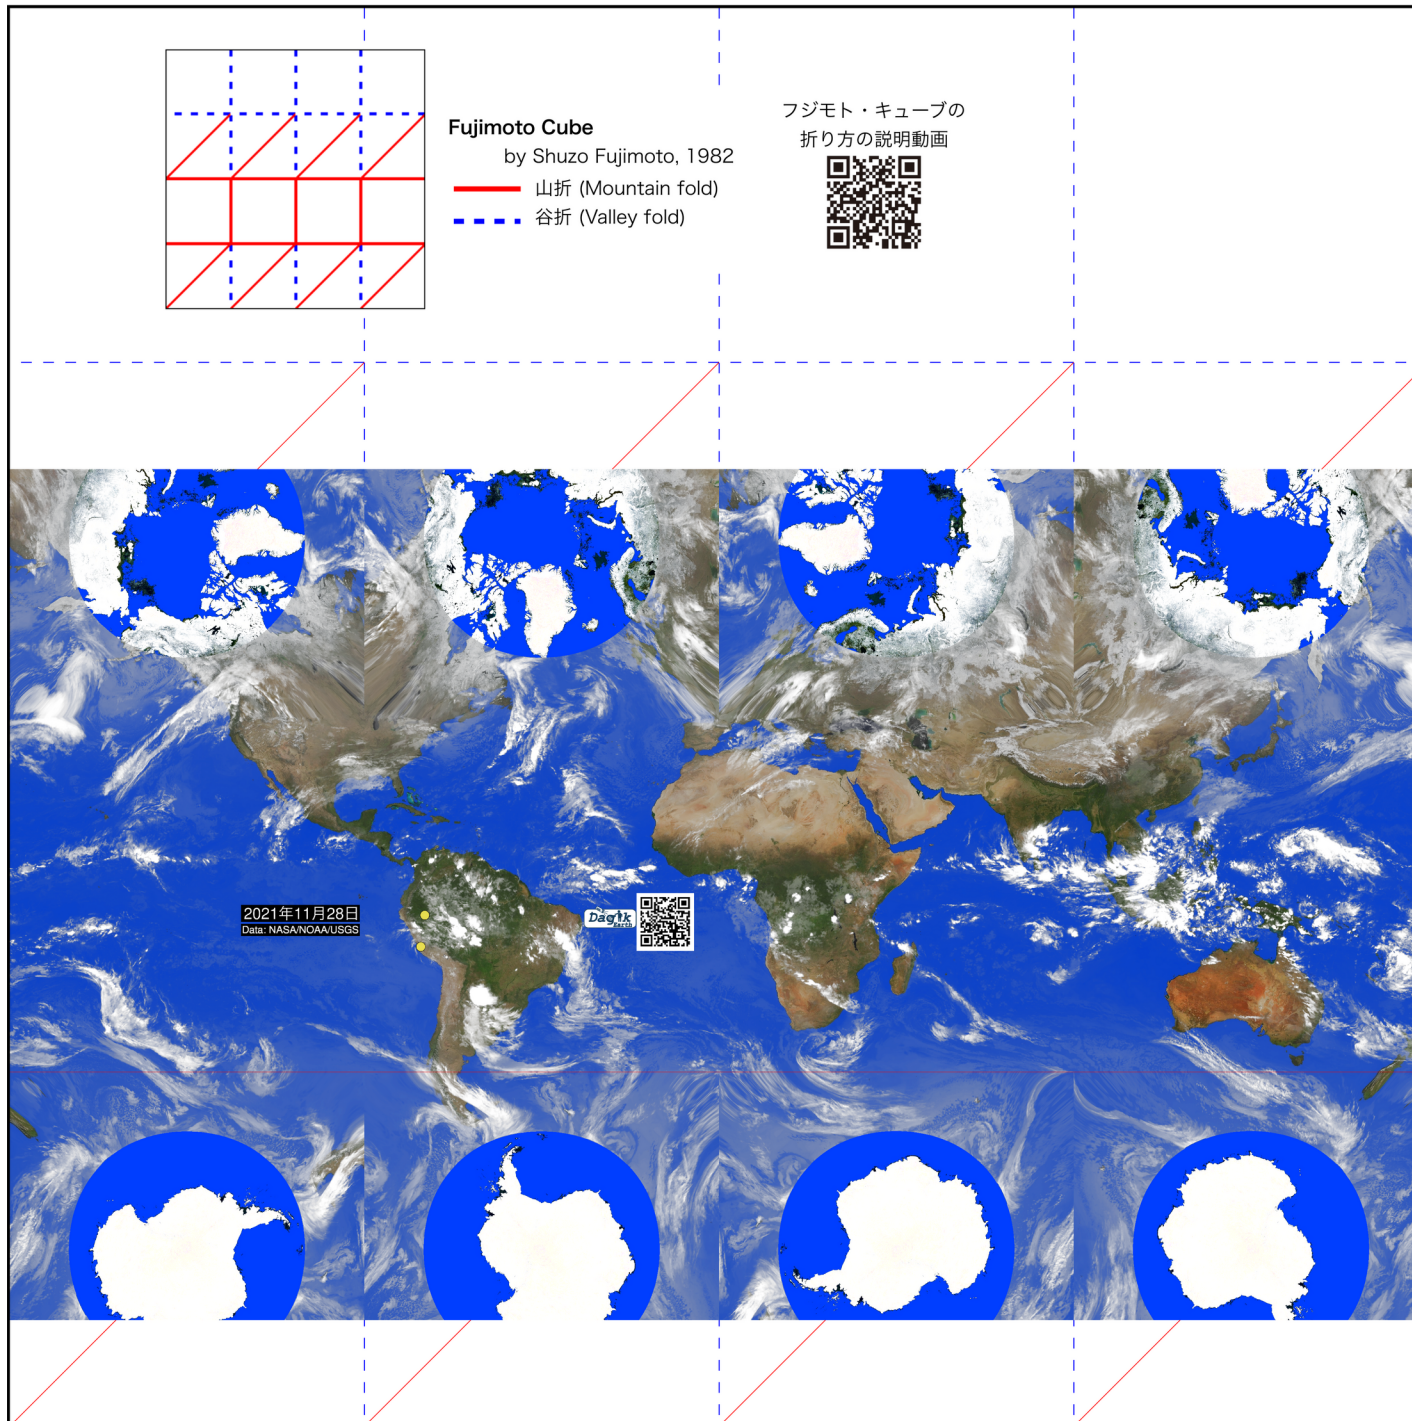 Fujimoto Cube
by Shuzo Fujimoto, 1982
山折 (Mountain fold)
谷折 (Valley fold)
フジモト・キューブの
折り方の説明動画
2021年11月28日
Data: NASA/NOAA/USGS
Dagik
Earth